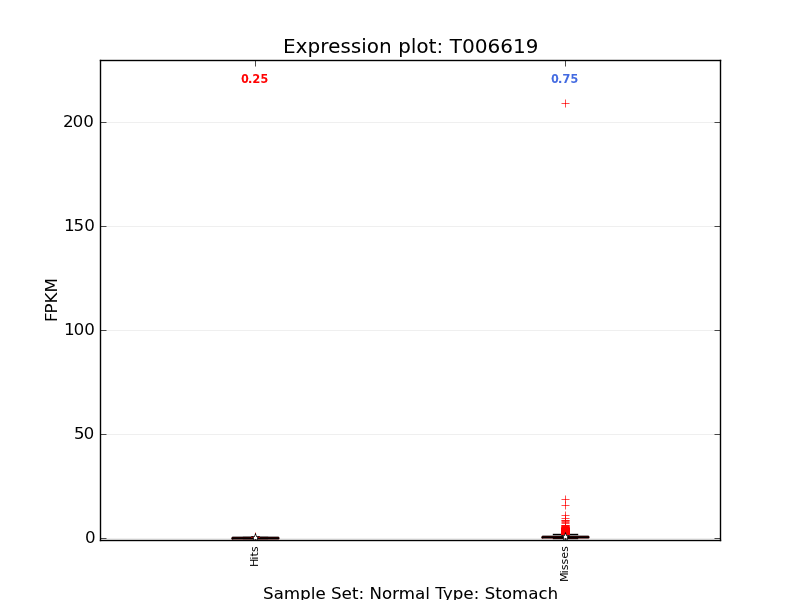 Expression plot: T006619
0.25
0.75
200
150
100
50
0
FPKM
Hits
Misses
Sample Set: Normal Type: Stomach